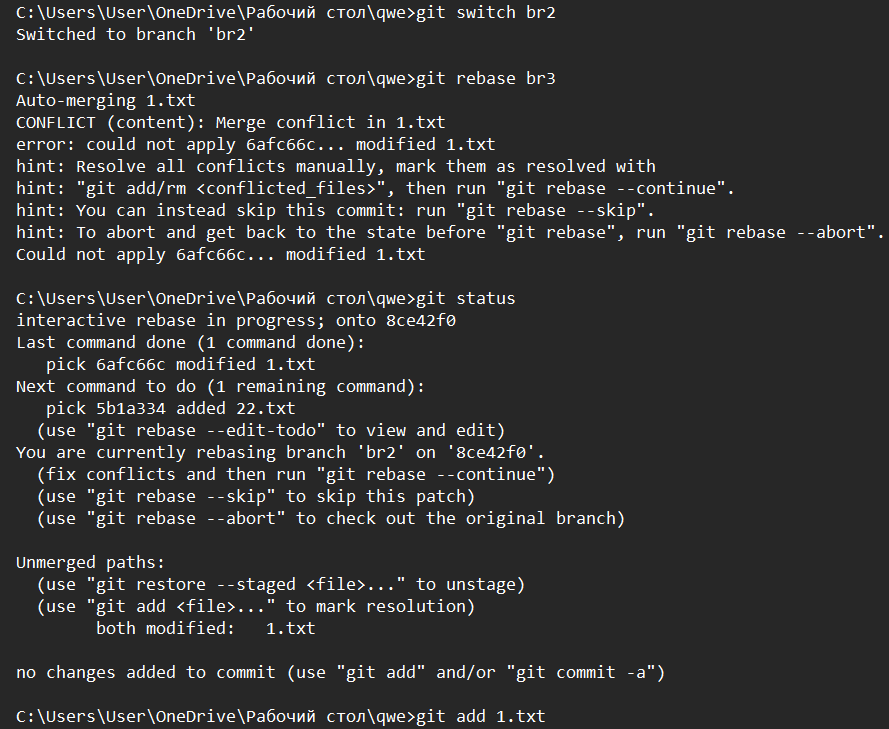 C:\Users\User\OneDrive\Рабочий стол\qwe>git switch br2
Switched to branch 'br2'
C:\Users\User\OneDrive\Рабочий стол\qwe>git rebase br3
Auto-merging 1.txt
CONFLICT (content): Merge conflict in 1.txt
error: could not apply 6afc66c... modified 1.txt
hint: Resolve all conflicts manually, mark them as resolved with
hint: "git add/rm <conflicted_files>", then run "git rebase --continue".
hint: You can instead skip this commit: run "git rebase --skip".
hint: To abort and get back to the state before "git rebase", run "git rebase --abort".
Could not apply 6afc66c... modified 1.txt
C:\Users\User\OneDrive\Рабочий стол\qwe>git status
interactive rebase in progress; onto 8ce42f0
Last command done (1 command done):
   pick 6afc66c modified 1.txt
Next command to do (1 remaining command):
   pick 5b1a334 added 22.txt
  (use "git rebase --edit-todo" to view and edit)
You are currently rebasing branch 'br2' on '8ce42f0'.
  (fix conflicts and then run "git rebase --continue")
  (use "git rebase --skip" to skip this patch)
  (use "git rebase --abort" to check out the original branch)
Unmerged paths:
  (use "git restore --staged <file>..." to unstage)
  (use "git add <file>..." to mark resolution)
        both modified:   1.txt
no changes added to commit (use "git add" and/or "git commit -a")
C:\Users\User\OneDrive\Рабочий стол\qwe>git add 1.txt